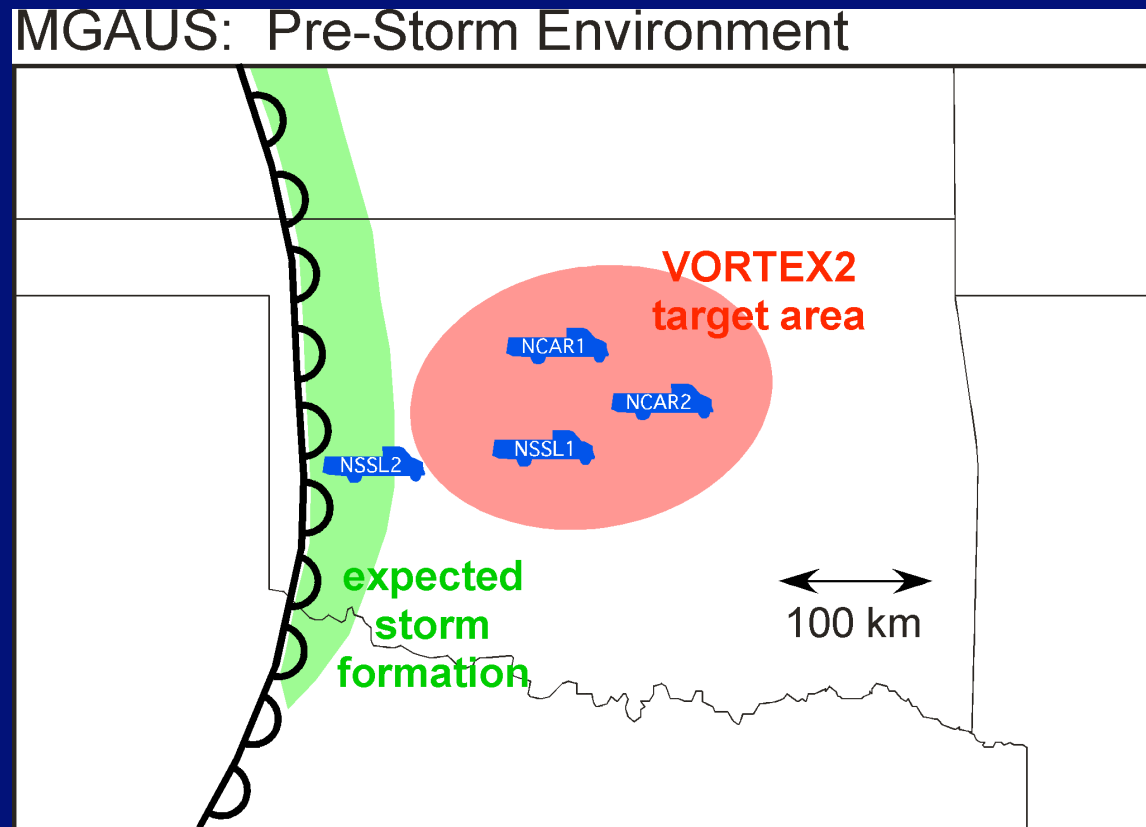 MGAUS:  Pre-Storm Environment
VORTEX2
target area
NCAR1
NCAR2
NSSL1
NSSL2
expected
storm
formation
100 km